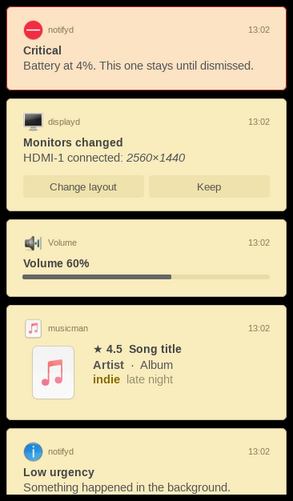 notifyd 13:02
Critical
Battery at 4%. This one stays until dismissed.
displayd 13:02
Monitors changed
HDMI-1 connected: 2560×1440
Change layout Keep
Volume 13:02
Volume 60%
musicman 13:02
★ 4.5 Song title
Artist · Album
indie late night
notifyd 13:02
Low urgency
Something happened in the background.